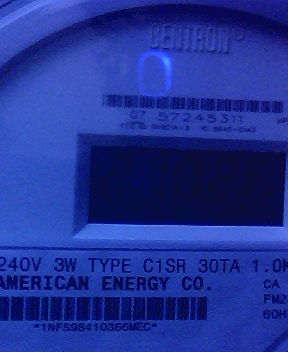 CENTRON®
07 57245311
240V 3W TYPE C1SR 30TA 1.0K
AMERICAN ENERGY CO.
CA
FM2
60H
*1NFS98410366MEC*